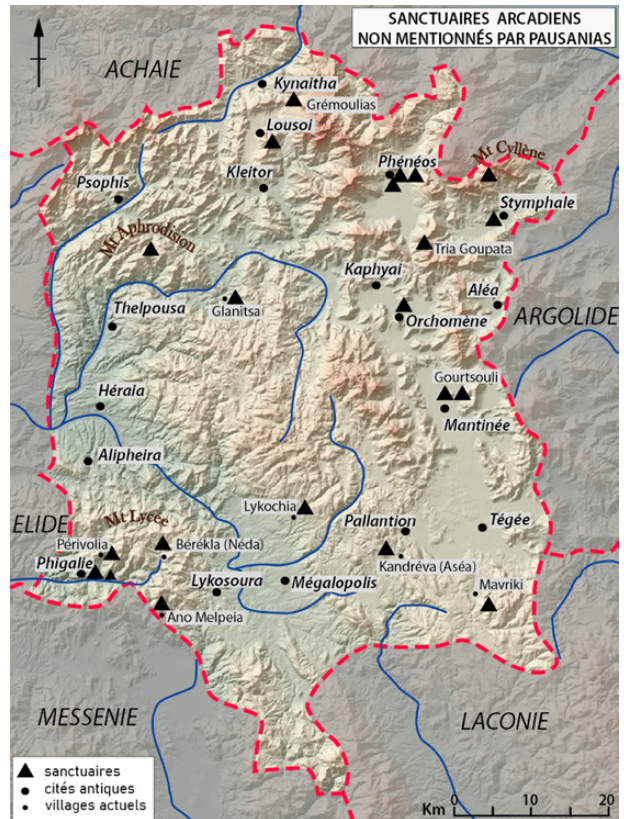 SANCTUAIRES ARCADIENS
NON MENTIONNÉS PAR PAUSANIAS
ACHAIE
Kynaitha
Grémoulias
Lousoi
Phénéos
Mt Cyllène
Kleitor
Psophis
Stymphale
Mt Aphrodision
Tria Goupata
Kaphyai
Aléa
Glanitsa
Thelpousa
Orchomène
ARGOLIDE
Gourtsouli
Héraia
Mantinée
Alipheira
Lykochia
Mt Lycée
ELIDE
Pallantion
Tégée
Périvolia
Bérékla (Néda)
Phigalie
Kandréva (Aséa)
Lykosoura
Mégalopolis
Mavriki
Ano Melpeia
MESSENIE
LACONIE
sanctuaires
cités antiques
villages actuels
Km 0 10 20